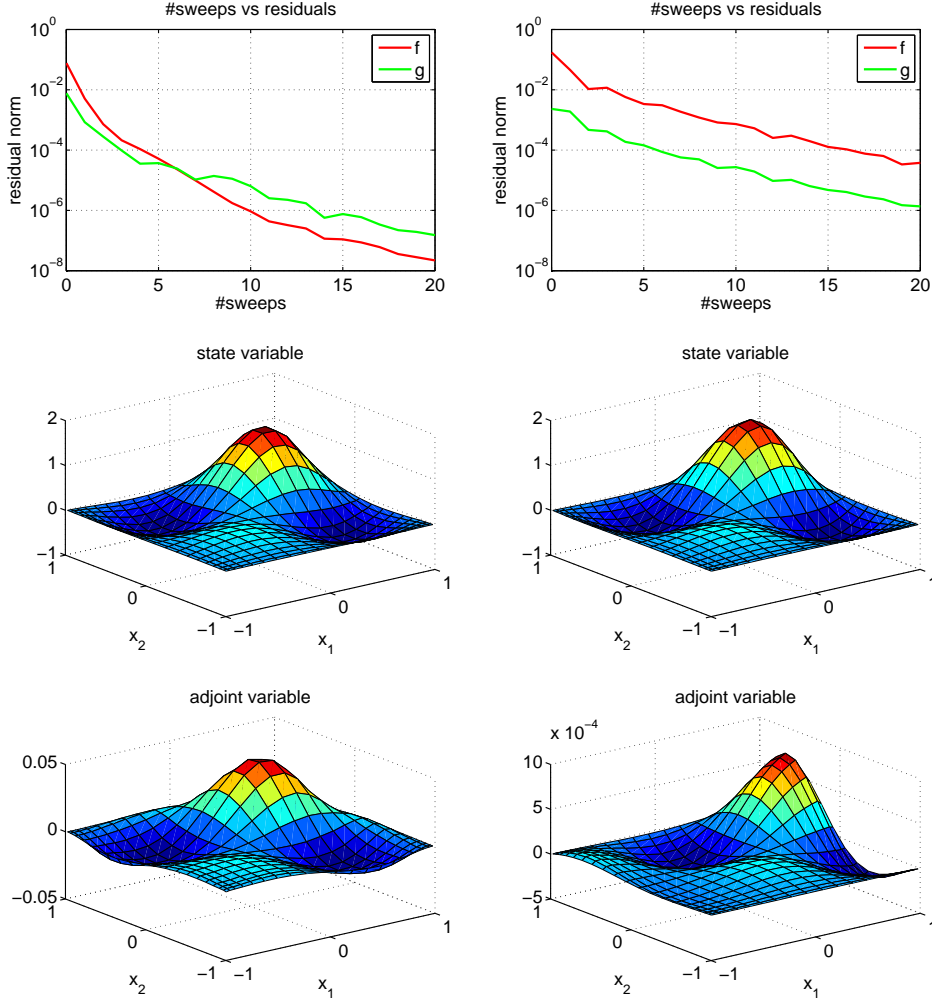 #sweeps vs residuals
10^0
10^−2
10^−4
10^−6
10^−8
residual norm
0
5
10
15
20
#sweeps
f
g
#sweeps vs residuals
10^0
10^−2
10^−4
10^−6
10^−8
residual norm
0
5
10
15
20
#sweeps
f
g
state variable
2
1
0
−1
1
0
−1
x_2
−1
0
1
x_1
state variable
2
1
0
−1
1
0
−1
x_2
−1
0
1
x_1
adjoint variable
0.05
0
−0.05
1
0
−1
x_2
−1
0
1
x_1
adjoint variable
x 10^−4
10
5
0
−5
1
0
−1
x_2
−1
0
1
x_1